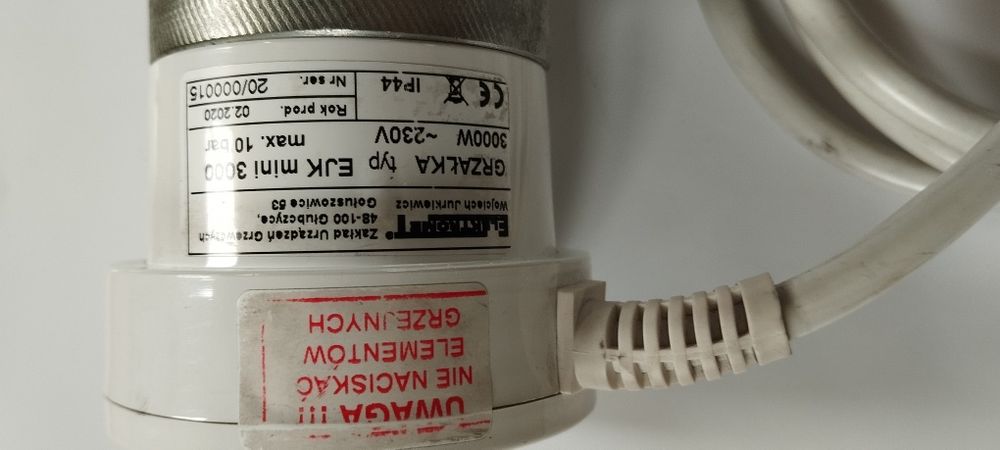 UWAGA !!!
NIE NACISKAĆ
ELEMENTÓW
GRZEJNYCH
ELEKTROMET®
Wojciech Jurkiewicz
Zakład Urządzeń Grzewczych
48-100 Głubczyce,
Gołuszowice 53
GRZAŁKA typ EJK mini 3000
3000W ~230V max. 10 bar
CE IP44
Rok prod. 02.2020
Nr ser. 20/000015